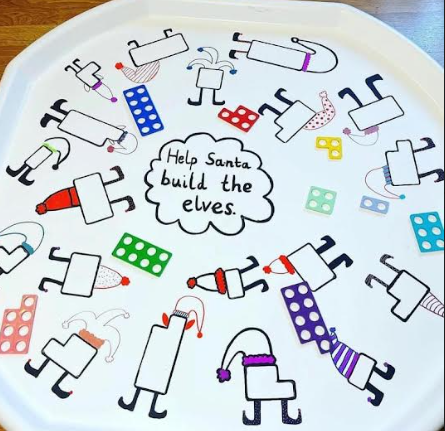 Help Santa
build the
elves.